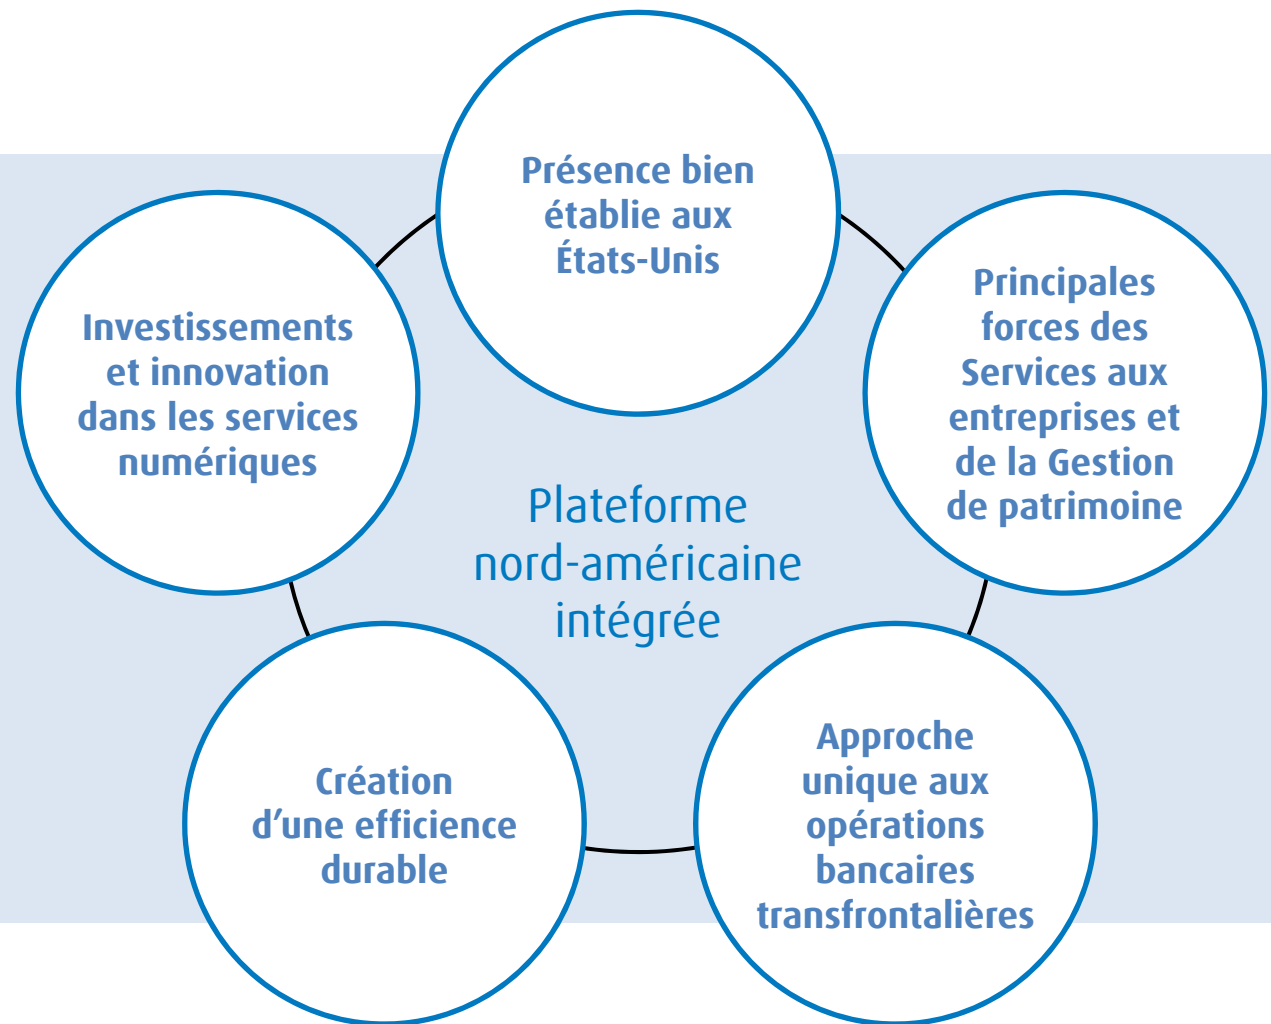 Présence bien
établie aux
États-Unis
Principales
forces des
Services aux
entreprises et
de la Gestion
de patrimoine
Investissements
et innovation
dans les services
numériques
Plateforme
nord-américaine
intégrée
Approche
unique aux
opérations
bancaires
transfrontalières
Création
d’une efficience
durable